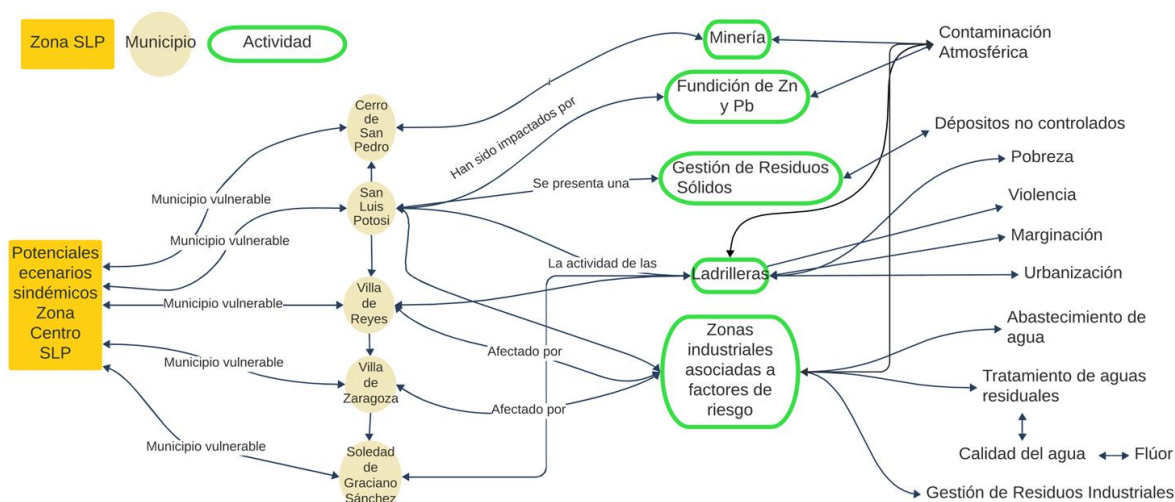 Zona SLP
Municipio
Actividad
Minería
Contaminación
Atmosférica
Fundición de Zn
y Pb
Cerro
de
San
Pedro
Han sido impactados por
Dépositos no controlados
Pobreza
Gestión de Residuos
Sólidos
Se presenta una
Violencia
San
Luis
Potosi
Municipio vulnerable
Municipio vulnerable
Marginación
Potenciales
ecenarios
sindémicos
Zona
Centro
SLP
La actividad de las
Ladrilleras
Urbanización
Villa
de
Reyes
Municipio vulnerable
Abastecimiento de
agua
Zonas
industriales
asociadas a
factores de
riesgo
Afectado por
Municipio vulnerable
Villa
de
Zaragoza
Tratamiento de aguas
residuales
Afectado por
Municipio vulnerable
Soledad
de
Graciano
Sánchez
Calidad del agua
Flúor
Gestión de Residuos Industriales